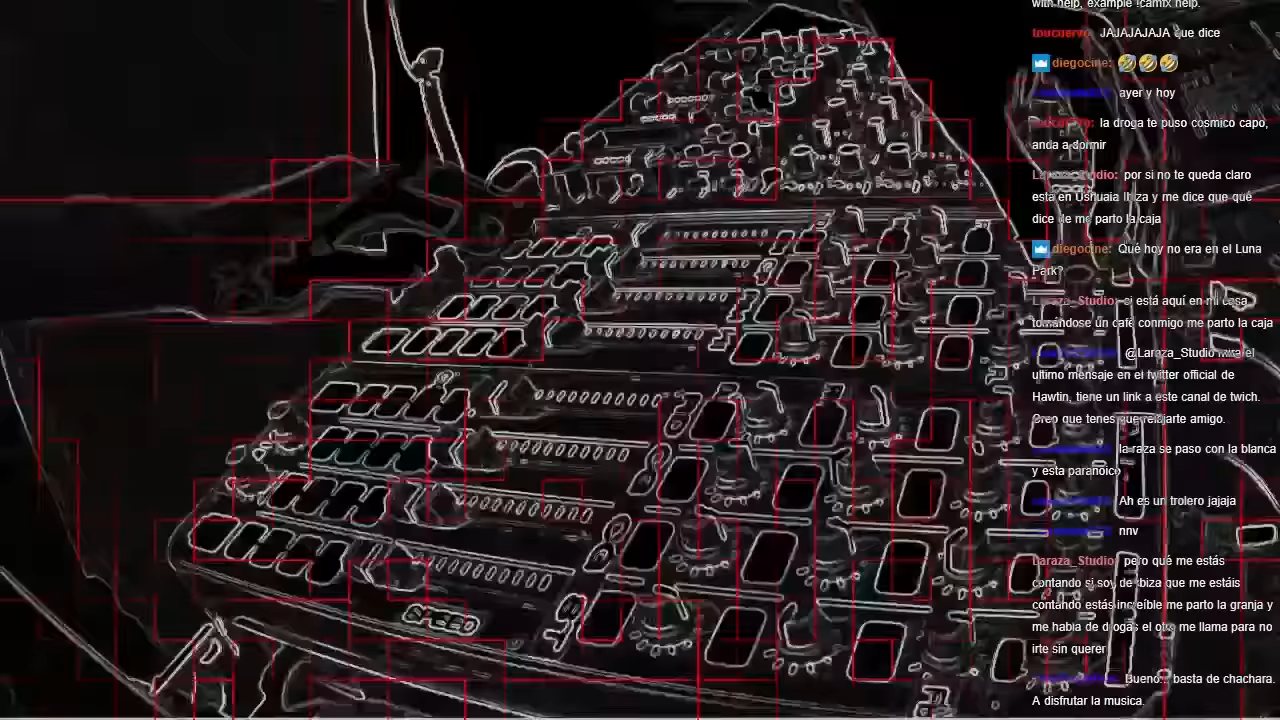 with help, example !camfx help.
JAJAJAJAJA que dice
diegocine:
ayer y hoy
la droga te puso cosmico capo,
anda a dormir
Laraza_Studio: por si no te queda claro
esta en Ushuaia Ibiza y me dice que qué
dice de me parto la caja
diegocine: Qué hoy no era en el Luna
Park?
Laraza_Studio: si está aquí en mi casa
tomándose un café conmigo me parto la caja
@Laraza_Studio mira el
ultimo mensaje en el twitter official de
Hawtin, tiene un link a este canal de twich.
Creo que tenes que relajarte amigo.
la raza se paso con la blanca
y esta paranoico
Ah es un trolero jajaja
nnv
Laraza_Studio: pero qué me estás
contando si soy de ibiza que me estáis
contando estás increíble me parto la granja y
me habia de drogas el otro me llama para no
irte sin querer
Bueno.. basta de chachara.
A disfrutar la musica.
SPEED